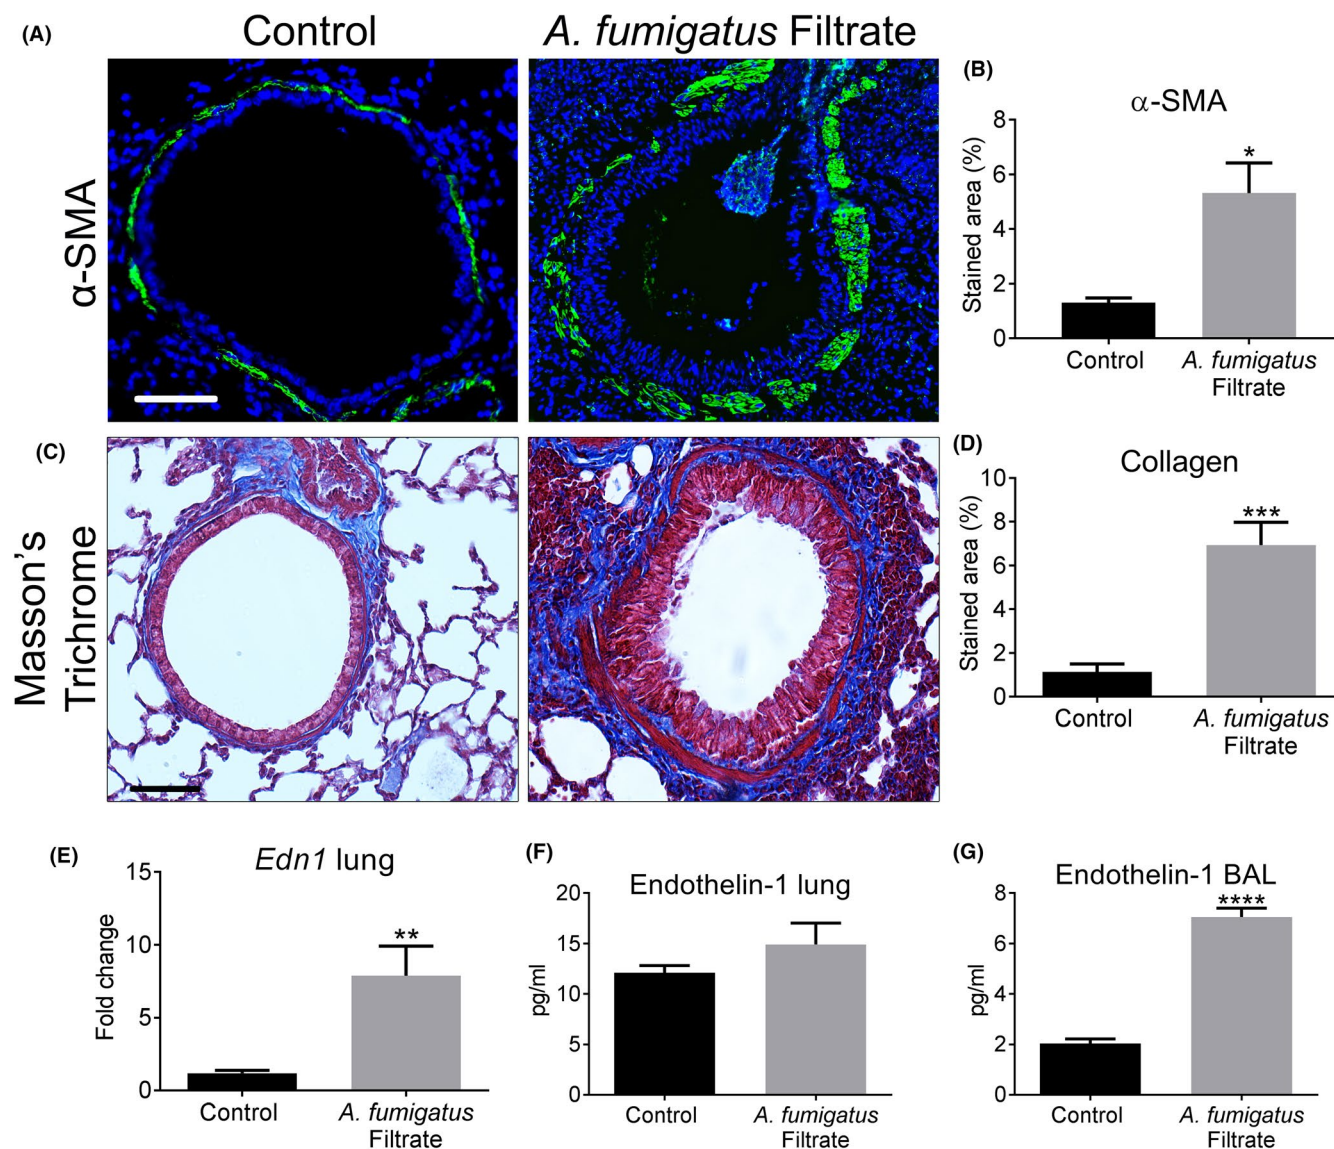 (A)
Control
A. fumigatus Filtrate
α-SMA
(B)
α-SMA
Stained area (%)
8
6
4
2
0
*
Control
A. fumigatus
Filtrate
(C)
Masson's
Trichrome
(D)
Collagen
Stained area (%)
10
8
6
4
2
0
***
Control
A. fumigatus
Filtrate
(E)
Edn1 lung
Fold change
15
10
5
0
**
Control
A. fumigatus
Filtrate
(F)
Endothelin-1 lung
pg/ml
20
15
10
5
0
Control
A. fumigatus
Filtrate
(G)
Endothelin-1 BAL
pg/ml
8
6
4
2
0
****
Control
A. fumigatus
Filtrate